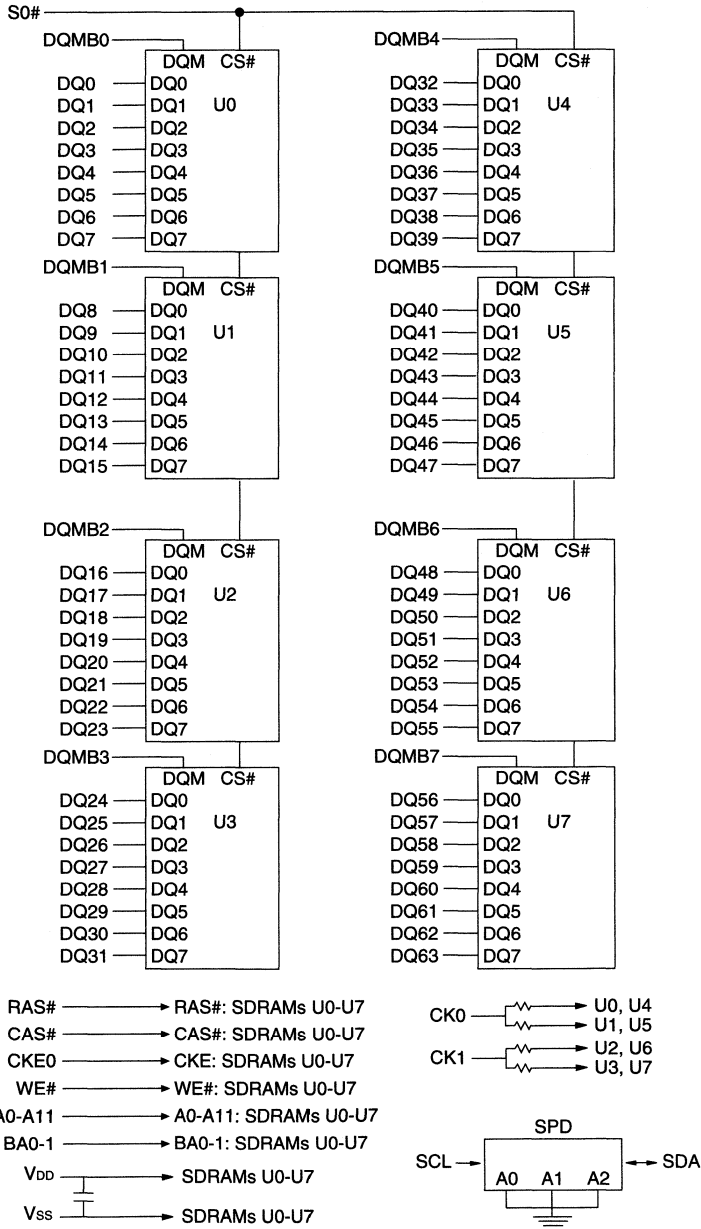 S0#
DQMB0
DQM CS#
DQ0 DQ0
DQ1 DQ1 U0
DQ2 DQ2
DQ3 DQ3
DQ4 DQ4
DQ5 DQ5
DQ6 DQ6
DQ7 DQ7
DQMB1
DQM CS#
DQ8 DQ0
DQ9 DQ1 U1
DQ10 DQ2
DQ11 DQ3
DQ12 DQ4
DQ13 DQ5
DQ14 DQ6
DQ15 DQ7
DQMB2
DQM CS#
DQ16 DQ0
DQ17 DQ1 U2
DQ18 DQ2
DQ19 DQ3
DQ20 DQ4
DQ21 DQ5
DQ22 DQ6
DQ23 DQ7
DQMB3
DQM CS#
DQ24 DQ0
DQ25 DQ1 U3
DQ26 DQ2
DQ27 DQ3
DQ28 DQ4
DQ29 DQ5
DQ30 DQ6
DQ31 DQ7
DQMB4
DQM CS#
DQ32 DQ0
DQ33 DQ1 U4
DQ34 DQ2
DQ35 DQ3
DQ36 DQ4
DQ37 DQ5
DQ38 DQ6
DQ39 DQ7
DQMB5
DQM CS#
DQ40 DQ0
DQ41 DQ1 U5
DQ42 DQ2
DQ43 DQ3
DQ44 DQ4
DQ45 DQ5
DQ46 DQ6
DQ47 DQ7
DQMB6
DQM CS#
DQ48 DQ0
DQ49 DQ1 U6
DQ50 DQ2
DQ51 DQ3
DQ52 DQ4
DQ53 DQ5
DQ54 DQ6
DQ55 DQ7
DQMB7
DQM CS#
DQ56 DQ0
DQ57 DQ1 U7
DQ58 DQ2
DQ59 DQ3
DQ60 DQ4
DQ61 DQ5
DQ62 DQ6
DQ63 DQ7
RAS# RAS#: SDRAMs U0-U7
CAS# CAS#: SDRAMs U0-U7
CKE0 CKE: SDRAMs U0-U7
WE# WE#: SDRAMs U0-U7
A0-A11 A0-A11: SDRAMs U0-U7
BA0-1 BA0-1: SDRAMs U0-U7
VDD SDRAMs U0-U7
VSS SDRAMs U0-U7
CK0
U0, U4
U1, U5
CK1
U2, U6
U3, U7
SPD
SCL SDA
A0 A1 A2